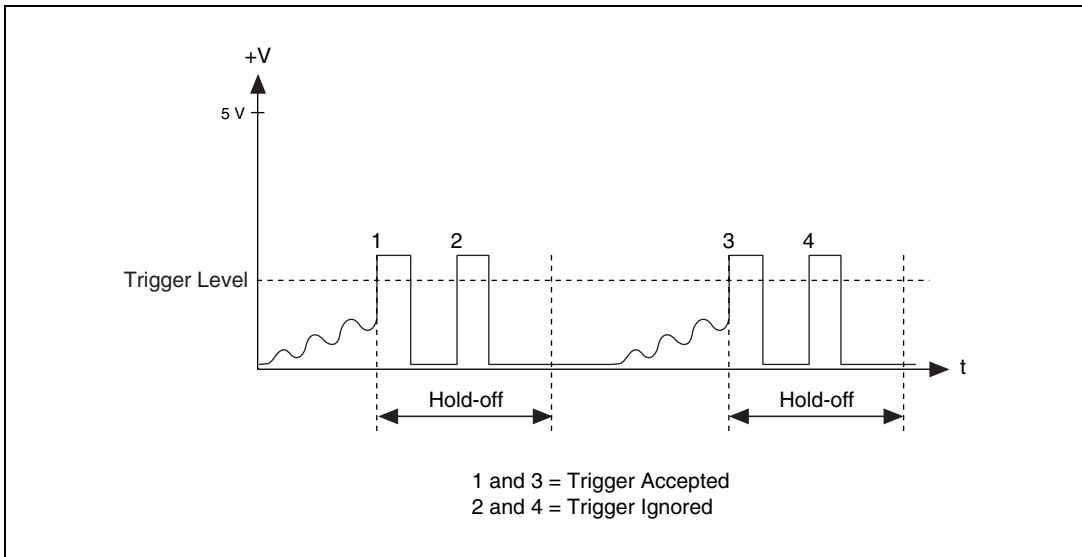 +V
5 V
1
2
3
4
Trigger Level
t
Hold-off
Hold-off
1 and 3 = Trigger Accepted
2 and 4 = Trigger Ignored